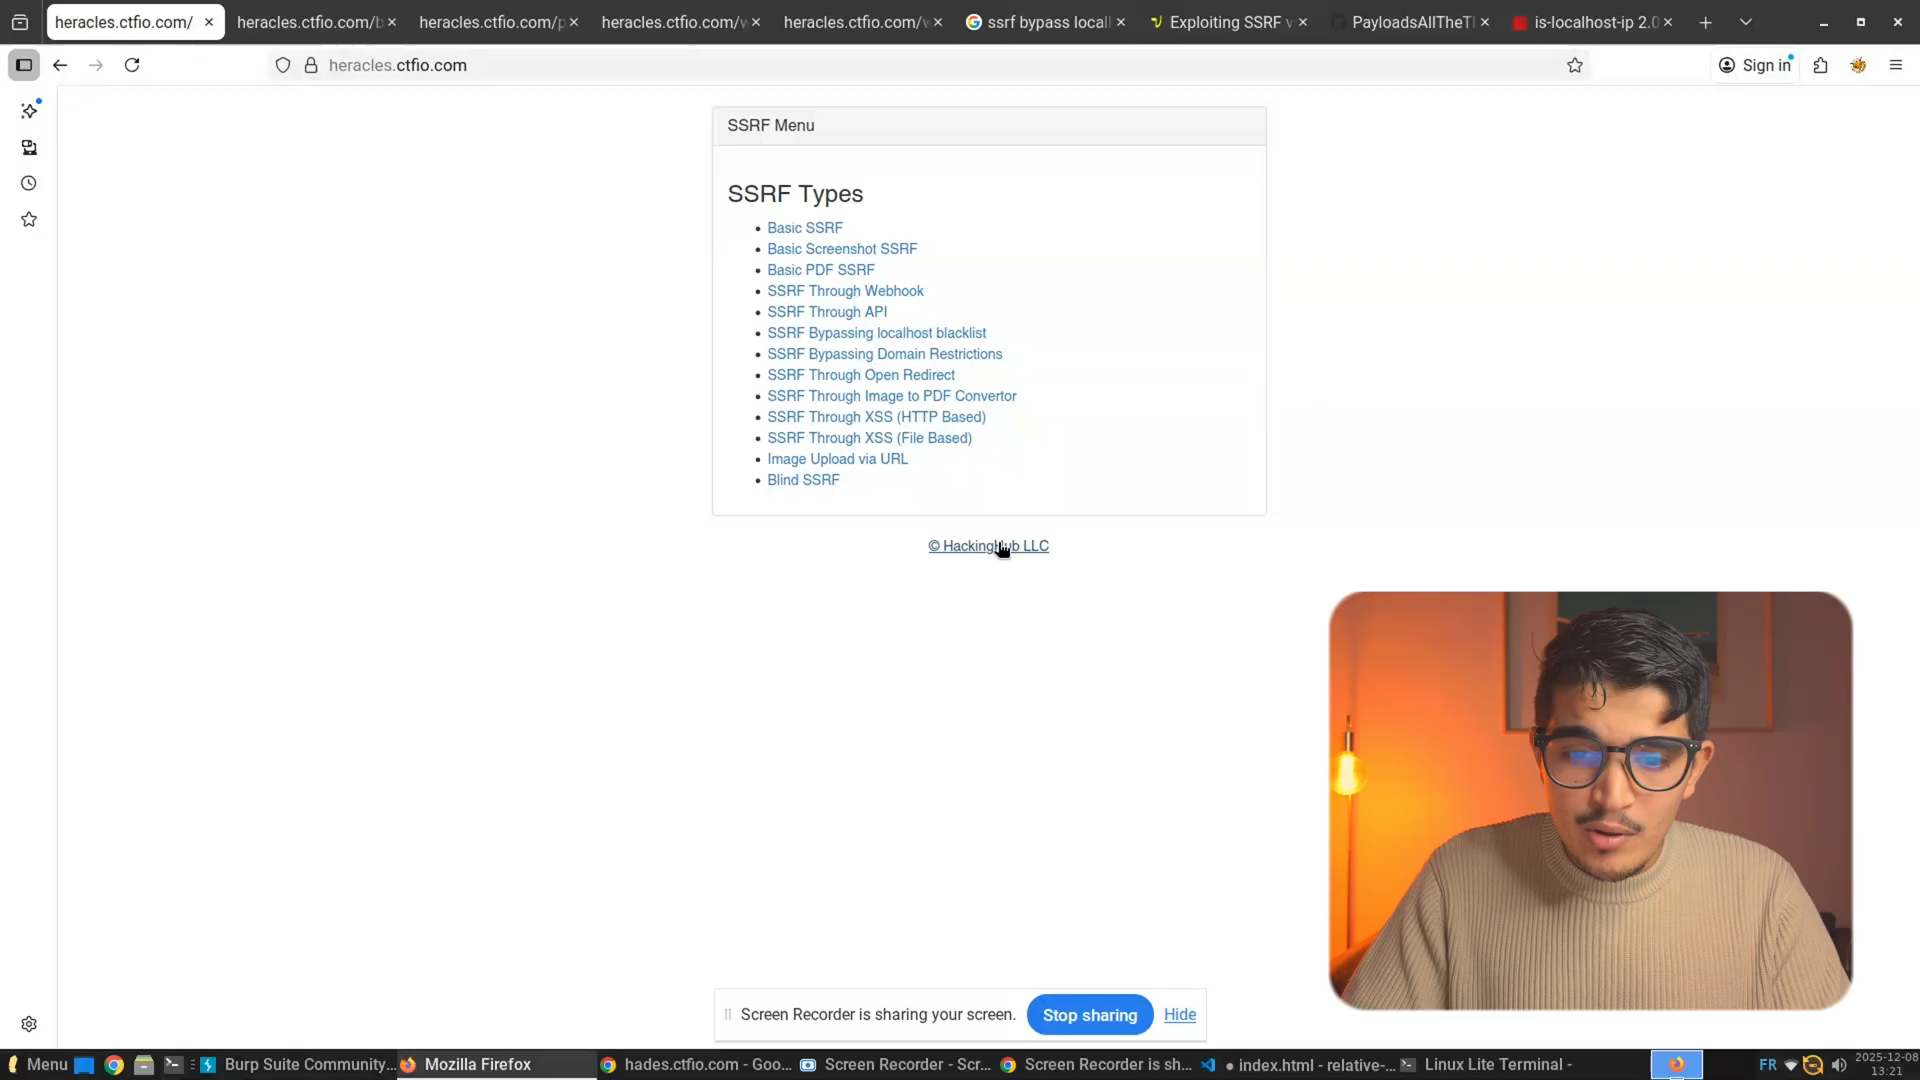 heracles.ctfio.com/
heracles.ctfio.com/b
heracles.ctfio.com/p
heracles.ctfio.com/w
heracles.ctfio.com/w
ssrf bypass local
Exploiting SSRF v
PayloadsAllTheT
is-localhost-ip 2.0
heracles.ctfio.com
Sign in
SSRF Menu
SSRF Types
Basic SSRF
Basic Screenshot SSRF
Basic PDF SSRF
SSRF Through Webhook
SSRF Through API
SSRF Bypassing localhost blacklist
SSRF Bypassing Domain Restrictions
SSRF Through Open Redirect
SSRF Through Image to PDF Convertor
SSRF Through XSS (HTTP Based)
SSRF Through XSS (File Based)
Image Upload via URL
Blind SSRF
© HackingHub LLC
Screen Recorder is sharing your screen.
Stop sharing
Hide
Menu
Burp Suite Community...
Mozilla Firefox
hades.ctfio.com - Goo...
Screen Recorder - Scr...
Screen Recorder is sh...
● index.html - relative-...
Linux Lite Terminal -
FR
2025-12-08
13:21